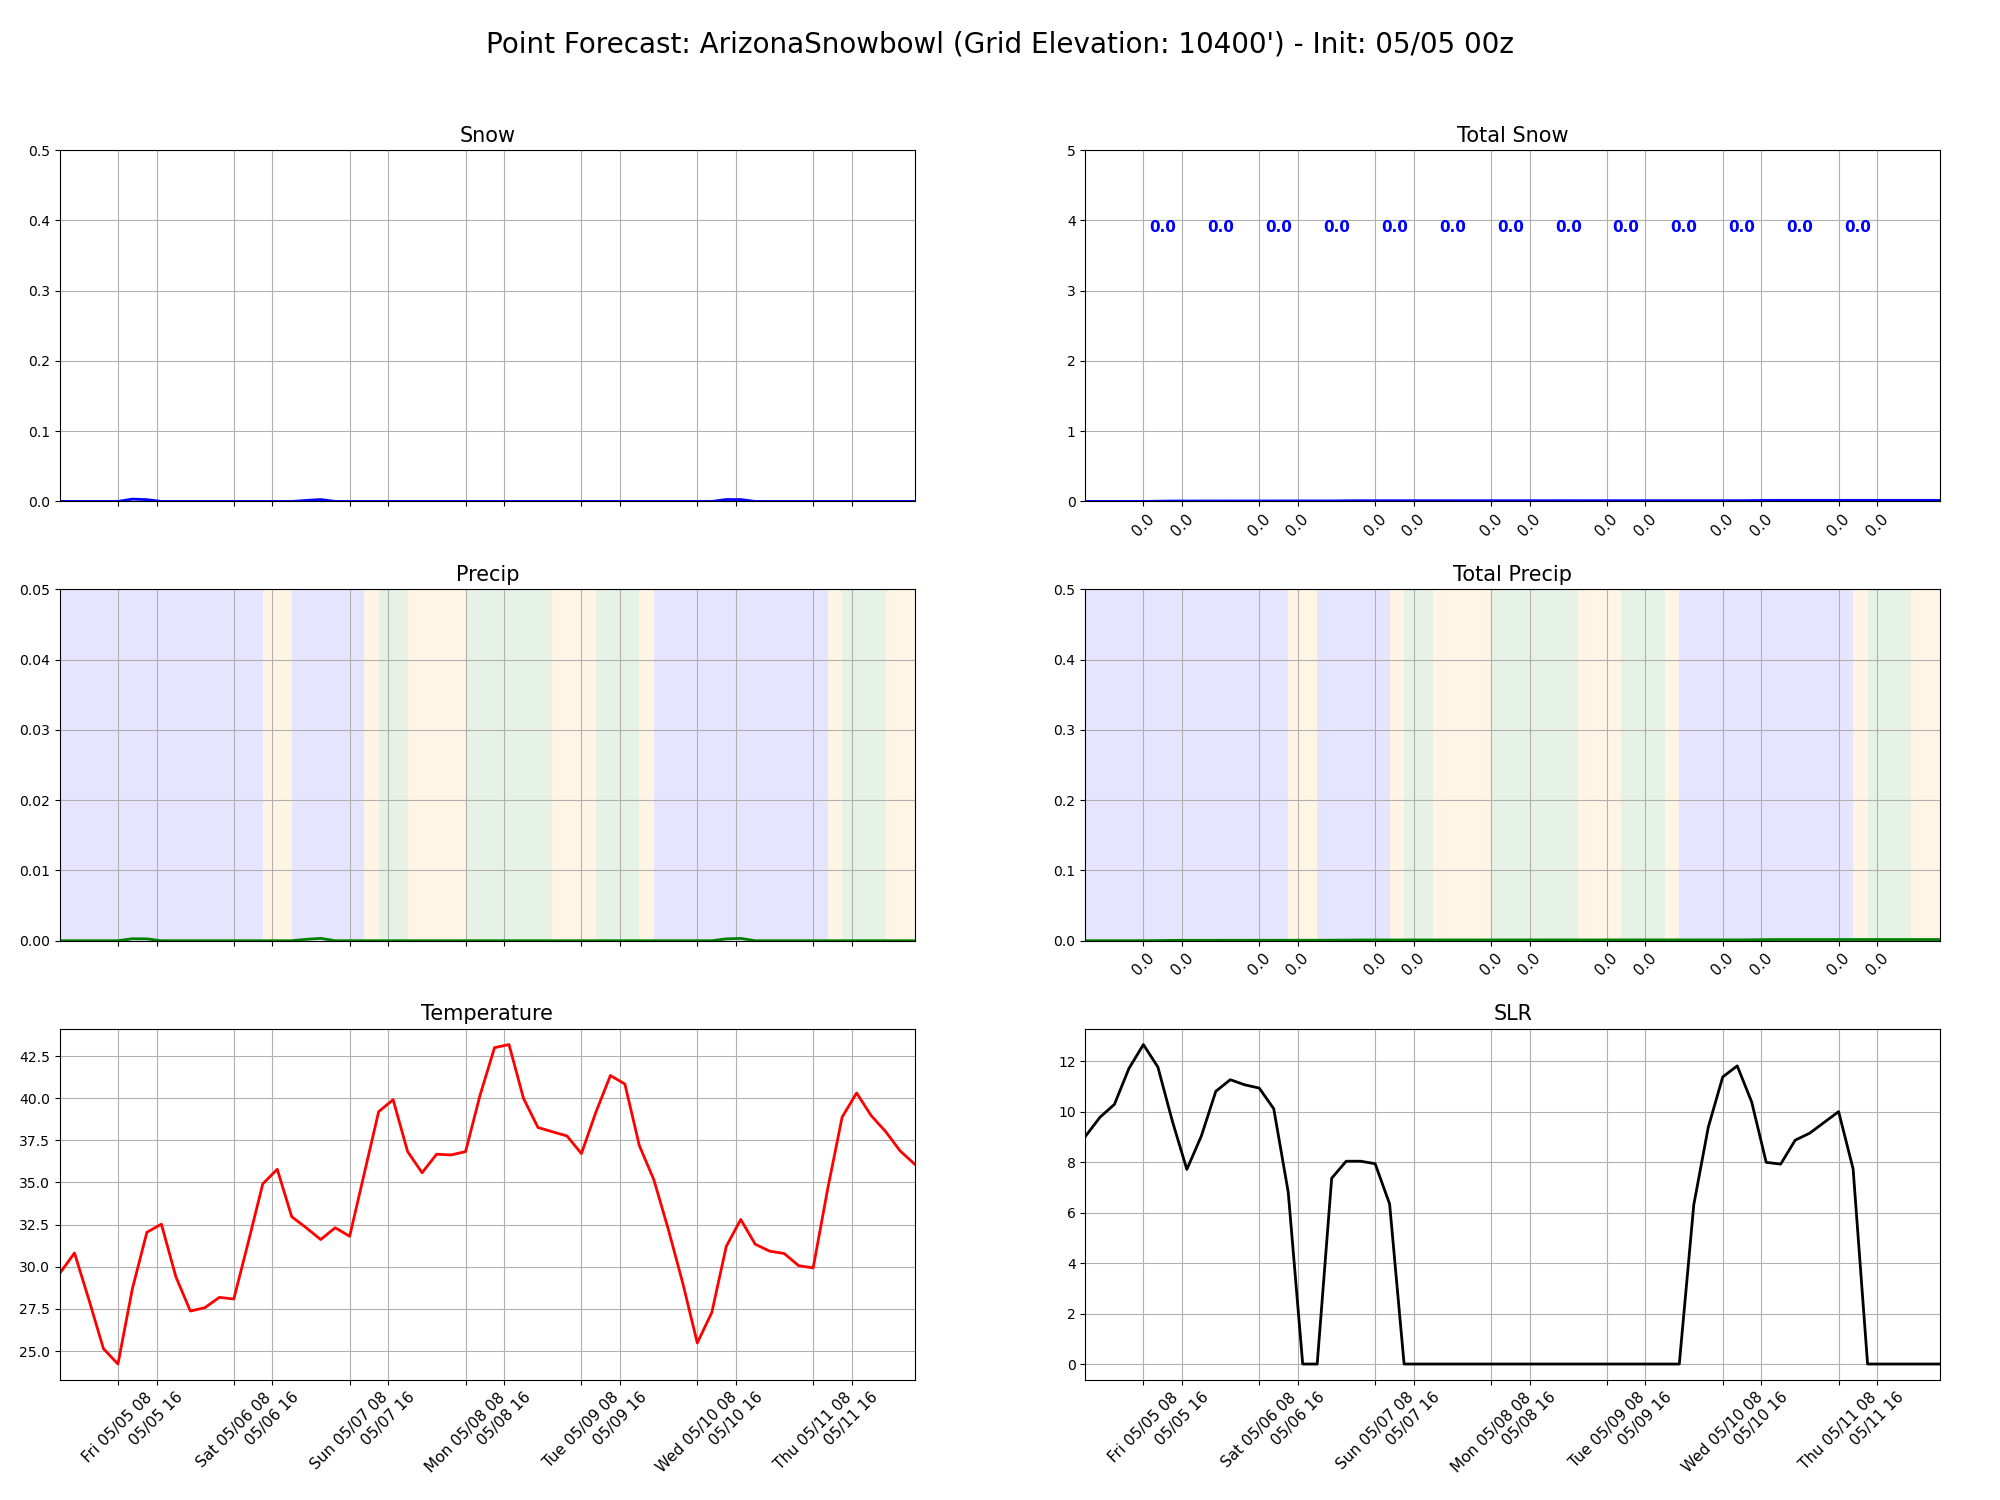 Point Forecast: ArizonaSnowbowl (Grid Elevation: 10400') - Init: 05/05 00z
Snow
0.5
0.4
0.3
0.2
0.1
0.0
Total Snow
5
4
3
2
1
0
0.0 0.0 0.0 0.0 0.0 0.0 0.0 0.0 0.0 0.0 0.0 0.0 0.0
0.0 0.0 0.0 0.0 0.0 0.0 0.0 0.0 0.0 0.0 0.0 0.0 0.0 0.0
Precip
0.05
0.04
0.03
0.02
0.01
0.00
Total Precip
0.5
0.4
0.3
0.2
0.1
0.0
0.0 0.0 0.0 0.0 0.0 0.0 0.0 0.0 0.0 0.0 0.0 0.0 0.0 0.0
Temperature
42.5
40.0
37.5
35.0
32.5
30.0
27.5
25.0
Fri 05/05 08
05/05 16
Sat 05/06 08
05/06 16
Sun 05/07 08
05/07 16
Mon 05/08 08
05/08 16
Tue 05/09 08
05/09 16
Wed 05/10 08
05/10 16
Thu 05/11 08
05/11 16
SLR
12
10
8
6
4
2
0
Fri 05/05 08
05/05 16
Sat 05/06 08
05/06 16
Sun 05/07 08
05/07 16
Mon 05/08 08
05/08 16
Tue 05/09 08
05/09 16
Wed 05/10 08
05/10 16
Thu 05/11 08
05/11 16